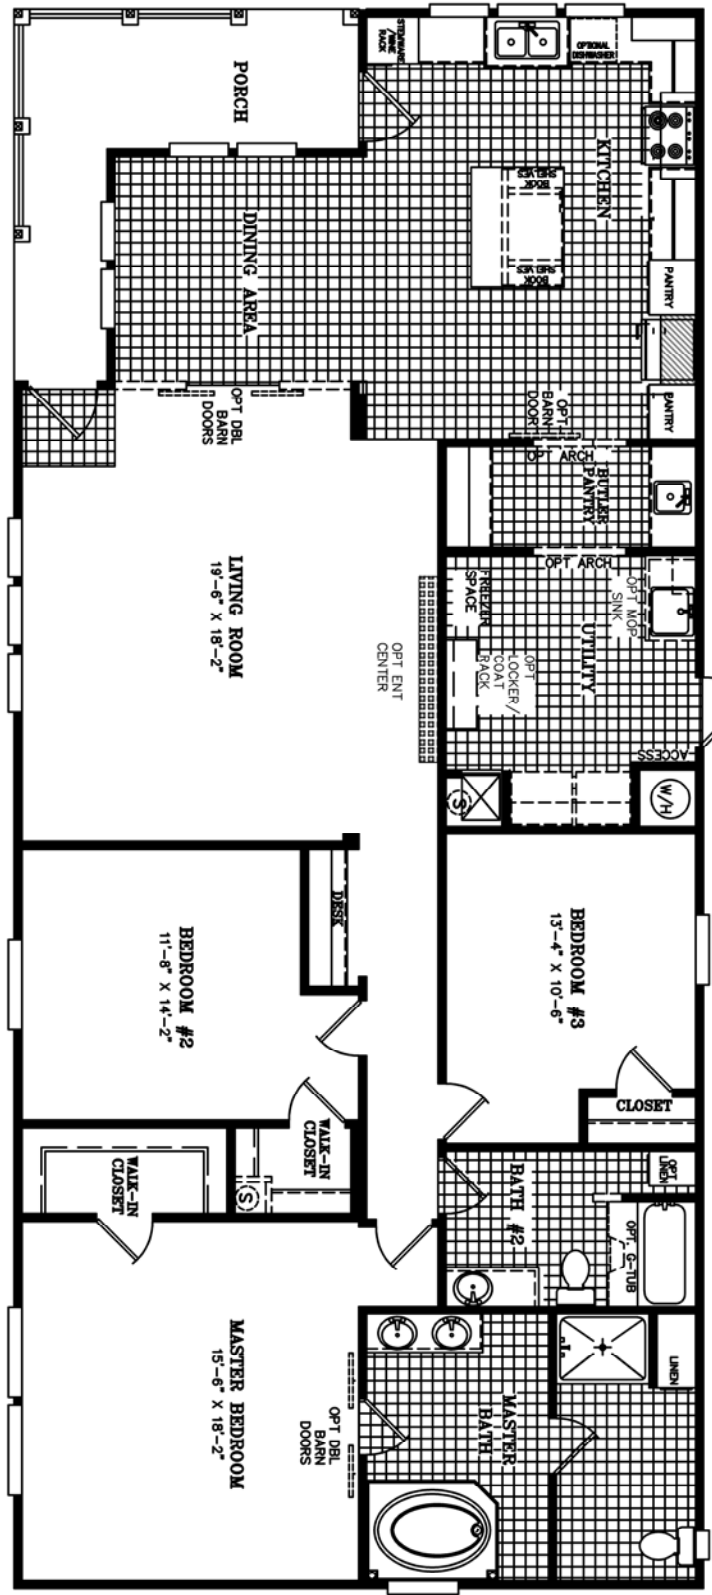 STEMWARE
/WINE
RACK
OPTIONAL
DISHWASHER
PORCH
KITCHEN
BOOK
SHELVES
BOOK
SHELVES
DINING AREA
PANTRY
PANTRY
OPT
BARN
DOOR
OPT DBL
BARN
DOORS
OPT ARCH
BUTLER
PANTRY
OPT ARCH
LIVING ROOM
19'-6" X 18'-2"
OPT ENT
CENTER
FREEZER
SPACE
OPT MOP
SINK
UTILITY
OPT
LOCKER/
COAT
RACK
ACCESS
S
W/H
DESK
BEDROOM #2
11'-8" X 14'-2"
BEDROOM #3
13'-4" X 10'-6"
CLOSET
WALK-IN
CLOSET
WALK-IN
CLOSET
S
BATH #2
OPT
LINEN
OPT. G-TUB
LINEN
MASTER BEDROOM
15'-6" X 18'-2"
OPT DBL
BARN
DOORS
MASTER
BATH